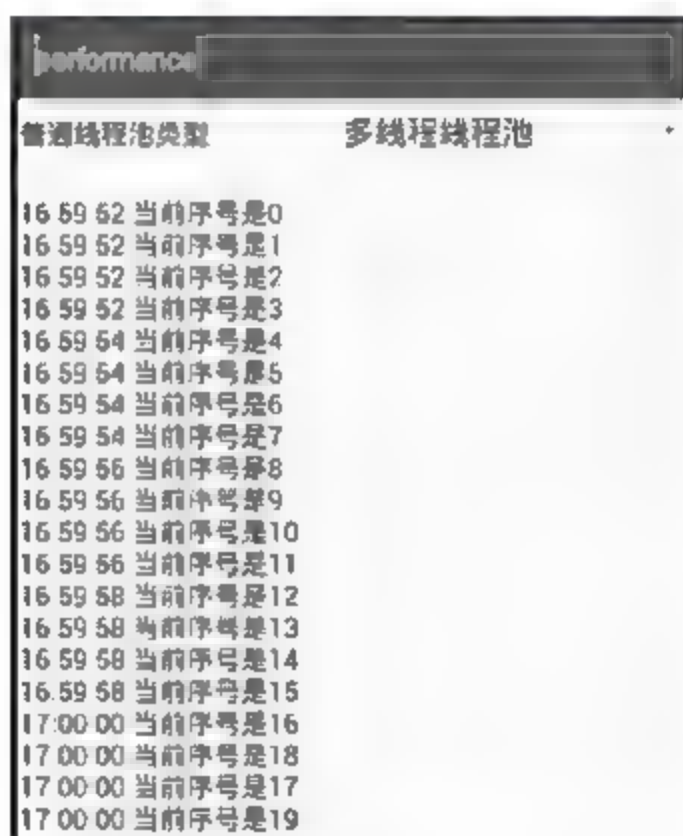 performance
普通线程池类型 多线程线程池
16:59:52 当前序号是0
16:59:52 当前序号是1
16:59:52 当前序号是2
16:59:52 当前序号是3
16:59:54 当前序号是4
16:59:54 当前序号是5
16:59:54 当前序号是6
16:59:54 当前序号是7
16:59:56 当前序号是8
16:59:56 当前序号是9
16:59:56 当前序号是10
16:59:56 当前序号是11
16:59:58 当前序号是12
16:59:58 当前序号是13
16:59:58 当前序号是14
16:59:58 当前序号是15
17:00:00 当前序号是16
17:00:00 当前序号是18
17:00:00 当前序号是17
17:00:00 当前序号是19